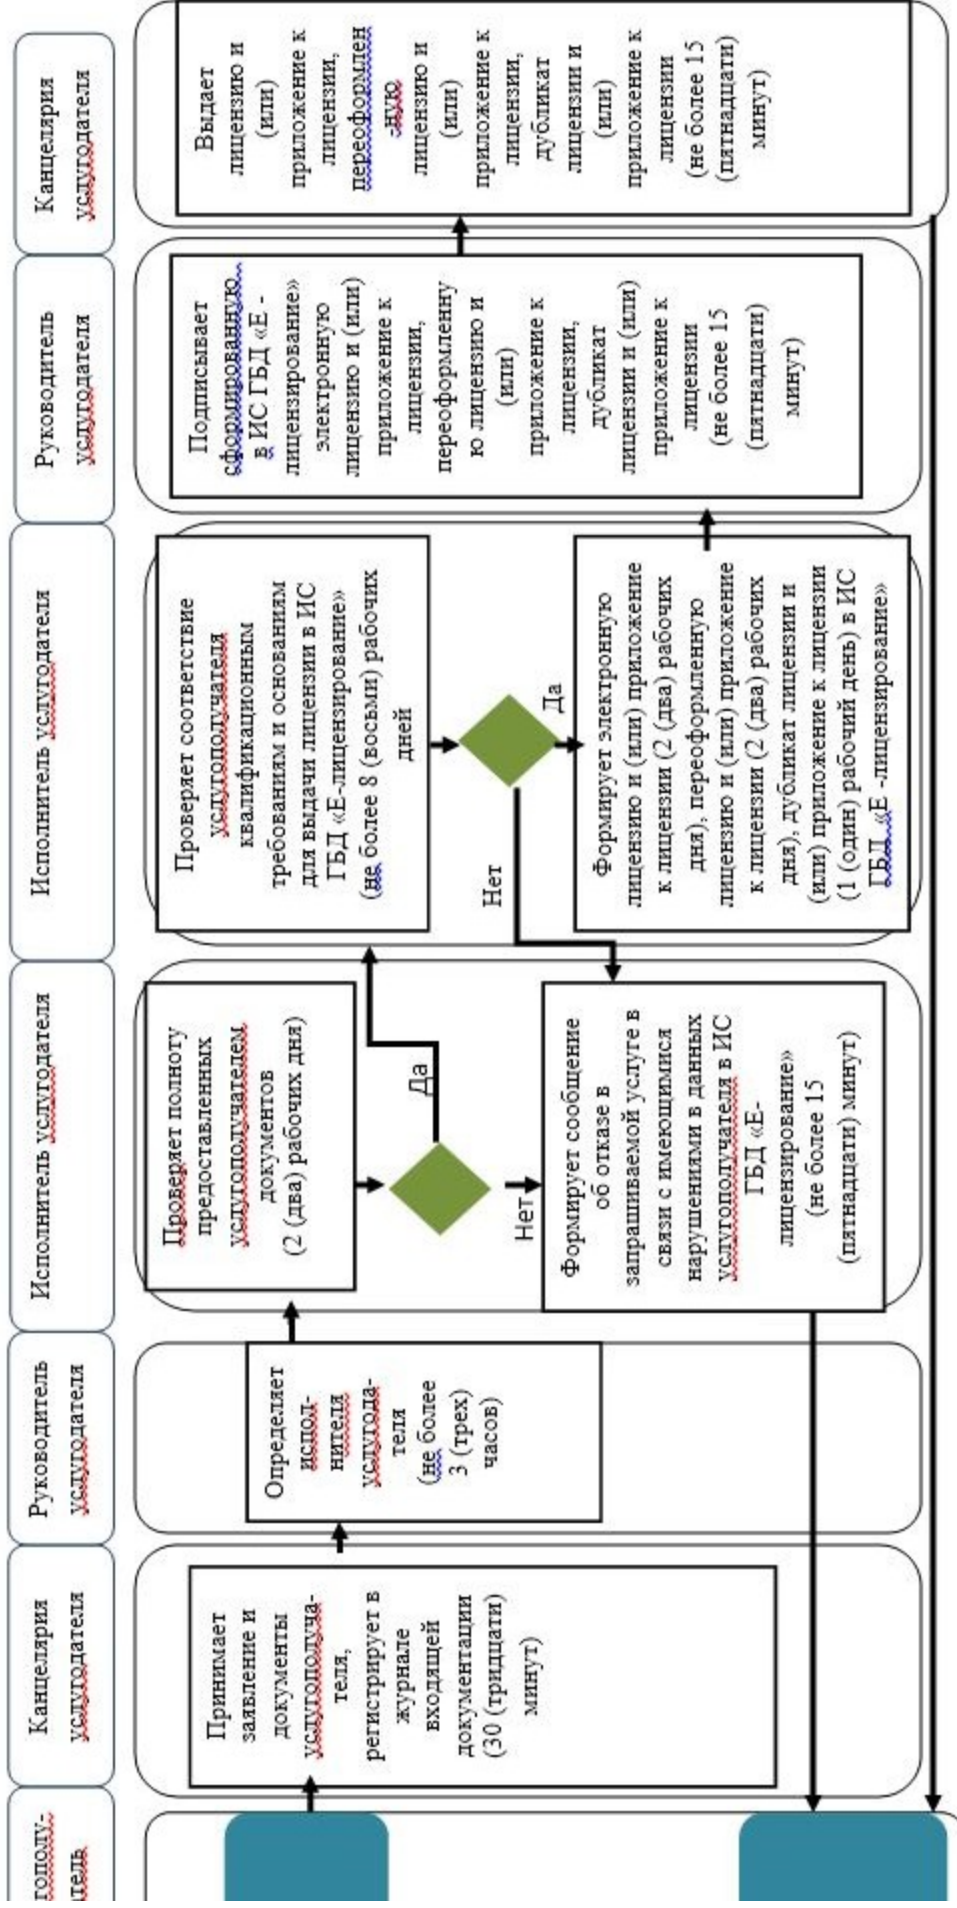 гополу-
тель
Канцелярия
услугодателя
Руководитель
услугодателя
Исполнитель услугодателя
Исполнитель услугодателя
Руководитель
услугодателя
Канцелярия
услугодателя
Принимает
заявление и
документы
услугополуча-
теля,
регистрирует в
журнале
входящей
документации
(30 (тридцати)
минут)
Определяет
испол-
нителя
услугода-
теля
(не более
3 (трех)
часов)
Проверяет полноту
предоставленных
услугополучателем
документов
(2 (два) рабочих дня)
Да
Нет
Формирует сообщение
об отказе в
запрашиваемой услуге в
связи с имеющимися
нарушениями в данных
услугополучателя в ИС
ГБД «Е-
лицензирование»
(не более 15
(пятнадцати) минут)
Проверяет соответствие
услугополучателя
квалификационным
требованиям и основаниям
для выдачи лицензии в ИС
ГБД «Е-лицензирование»
(не более 8 (восьми) рабочих
дней
Нет
Да
Формирует электронную
лицензию и (или) приложение
к лицензии (2 (два) рабочих
дня), переоформленную
лицензию и (или) приложение
к лицензии (2 (два) рабочих
дня), дубликат лицензии и
(или) приложение к лицензии
(1 (один) рабочий день) в ИС
ГБД «Е -лицензирование»
Подписывает
сформированную
в ИС ГБД «Е -
лицензирование»
электронную
лицензию и (или)
приложение к
лицензии,
переоформленну
ю лицензию и
(или)
приложение к
лицензии,
дубликат
лицензии и (или)
приложение к
лицензии
(не более 15
(пятнадцати)
минут)
Выдает
лицензию и
(или)
приложение к
лицензии,
переоформлен
-ную
лицензию и
(или)
приложение к
лицензии,
дубликат
лицензии и
(или)
приложение к
лицензии
(не более 15
(пятнадцати)
минут)